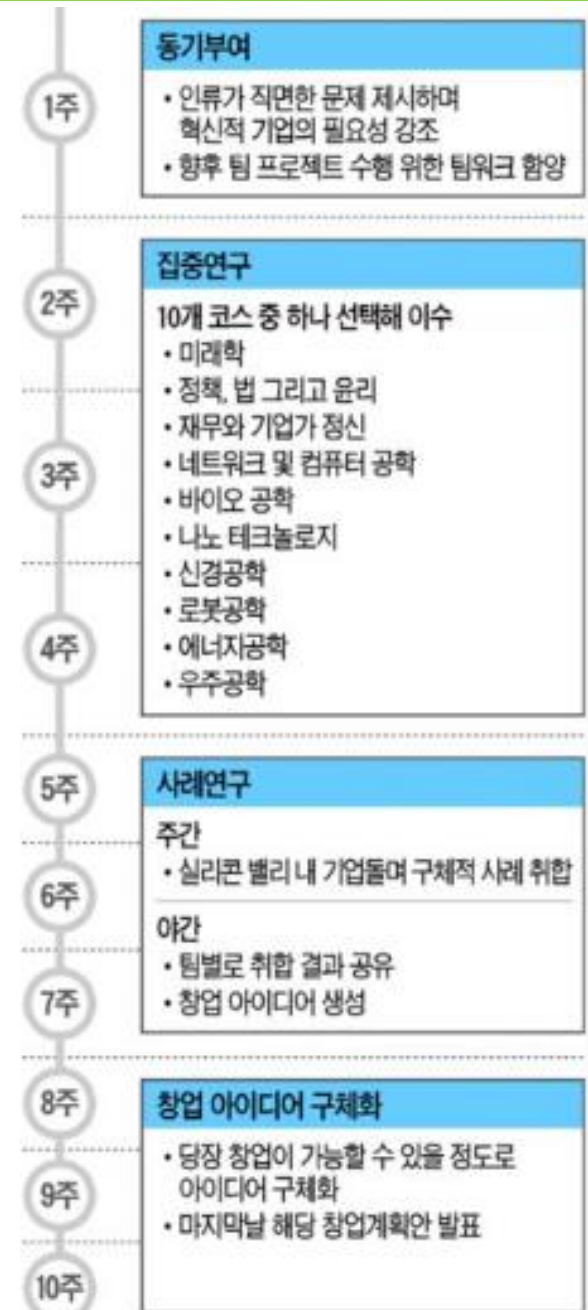 1주
동기부여
• 인류가 직면한 문제 제시하며
혁신적 기업의 필요성 강조
• 향후 팀 프로젝트 수행 위한 팀워크 함양
2주
3주
4주
집중연구
10개 코스 중 하나 선택해 이수
• 미래학
• 정책, 법 그리고 윤리
• 재무와 기업가 정신
• 네트워크 및 컴퓨터 공학
• 바이오 공학
• 나노 테크놀로지
• 신경공학
• 로봇공학
• 에너지공학
• 우주공학
5주
6주
7주
사례연구
주간
• 실리콘 밸리 내 기업돌며 구체적 사례 취합
야간
• 팀별로 취합 결과 공유
• 창업 아이디어 생성
8주
9주
10주
창업 아이디어 구체화
• 당장 창업이 가능할 수 있을 정도로
아이디어 구체화
• 마지막날 해당 창업계획안 발표